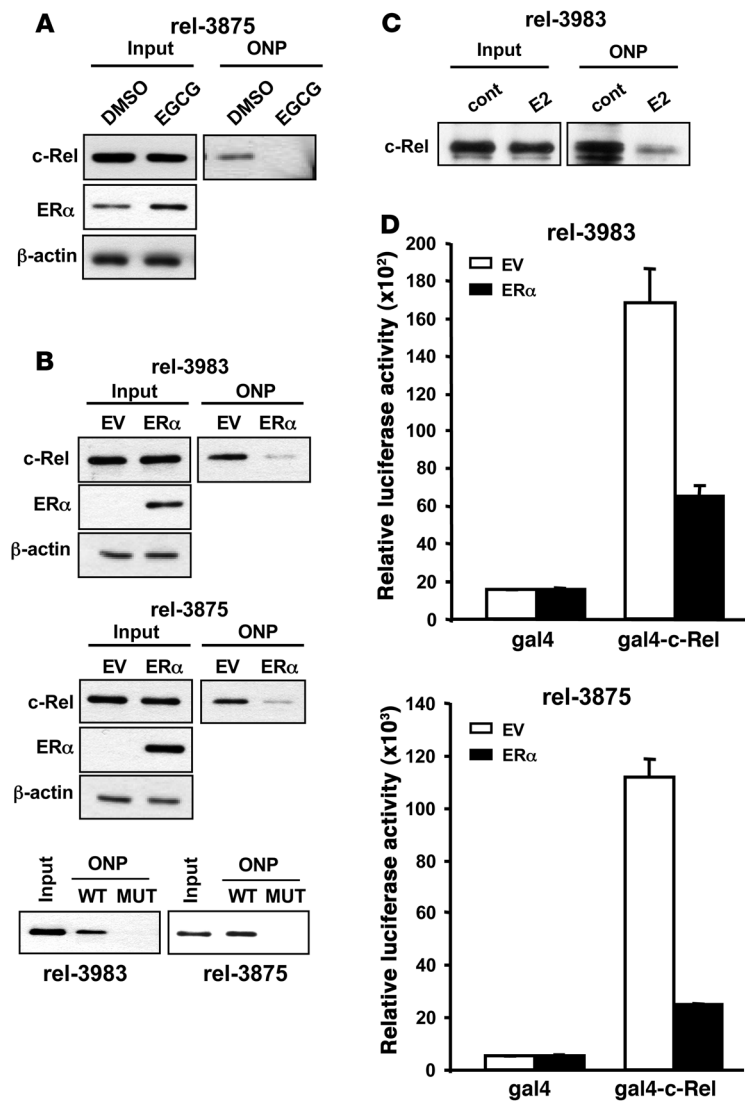 A
rel-3875
Input ONP
DMSO EGCG DMSO EGCG
c-Rel
ERα
β-actin
B
rel-3983
Input ONP
EV ERα EV ERα
c-Rel
ERα
β-actin
rel-3875
Input ONP
EV ERα EV ERα
c-Rel
ERα
β-actin
Input ONP Input ONP
WT MUT WT MUT
rel-3983 rel-3875
C
rel-3983
Input ONP
cont E2 cont E2
c-Rel
D
rel-3983
Relative luciferase activity (x10²)
200
180
160
140
120
100
80
60
40
20
0
EV
ERα
gal4 gal4-c-Rel
rel-3875
Relative luciferase activity (x10³)
140
120
100
80
60
40
20
0
EV
ERα
gal4 gal4-c-Rel